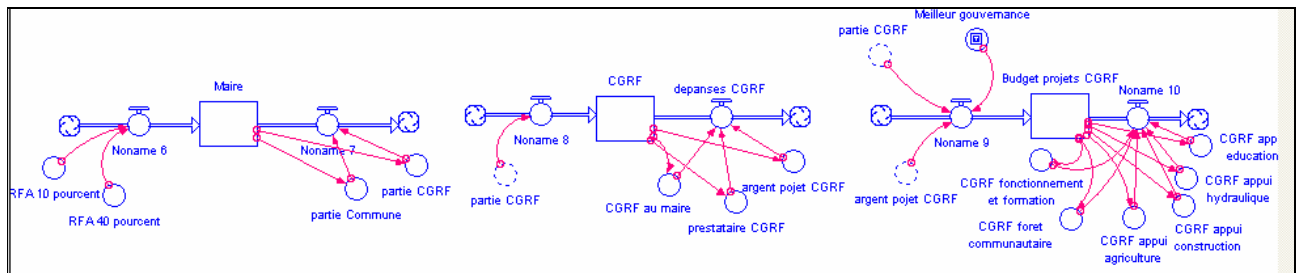 Maire
Noname 6
Noname 7
RFA 10 pourcent
RFA 40 pourcent
partie Commune
partie CGRF
partie CGRF
Noname 8
CGRF
depanses CGRF
CGRF au maire
prestataire CGRF
argent pojet CGRF
Meilleur gouvernance
partie CGRF
Budget projets CGRF
Noname 10
Noname 9
argent pojet CGRF
CGRF fonctionnement
et formation
CGRF foret
communautaire
CGRF appui
agriculture
CGRF appui
construction
CGRF appui
hydraulique
CGRF app
education